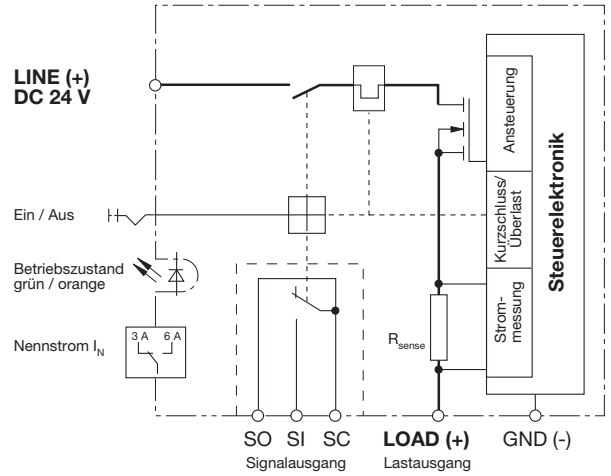 LINE (+)
DC 24 V
Ein / Aus
Betriebszustand
grün / orange
Nennstrom I_N
3 A 6 A
Ansteuerung
Kurzschluss/
Überlast
Strom-
messung
Steuerelektronik
R_sense
SO SI SC
Signalausgang
LOAD (+)
Lastausgang
GND (-)